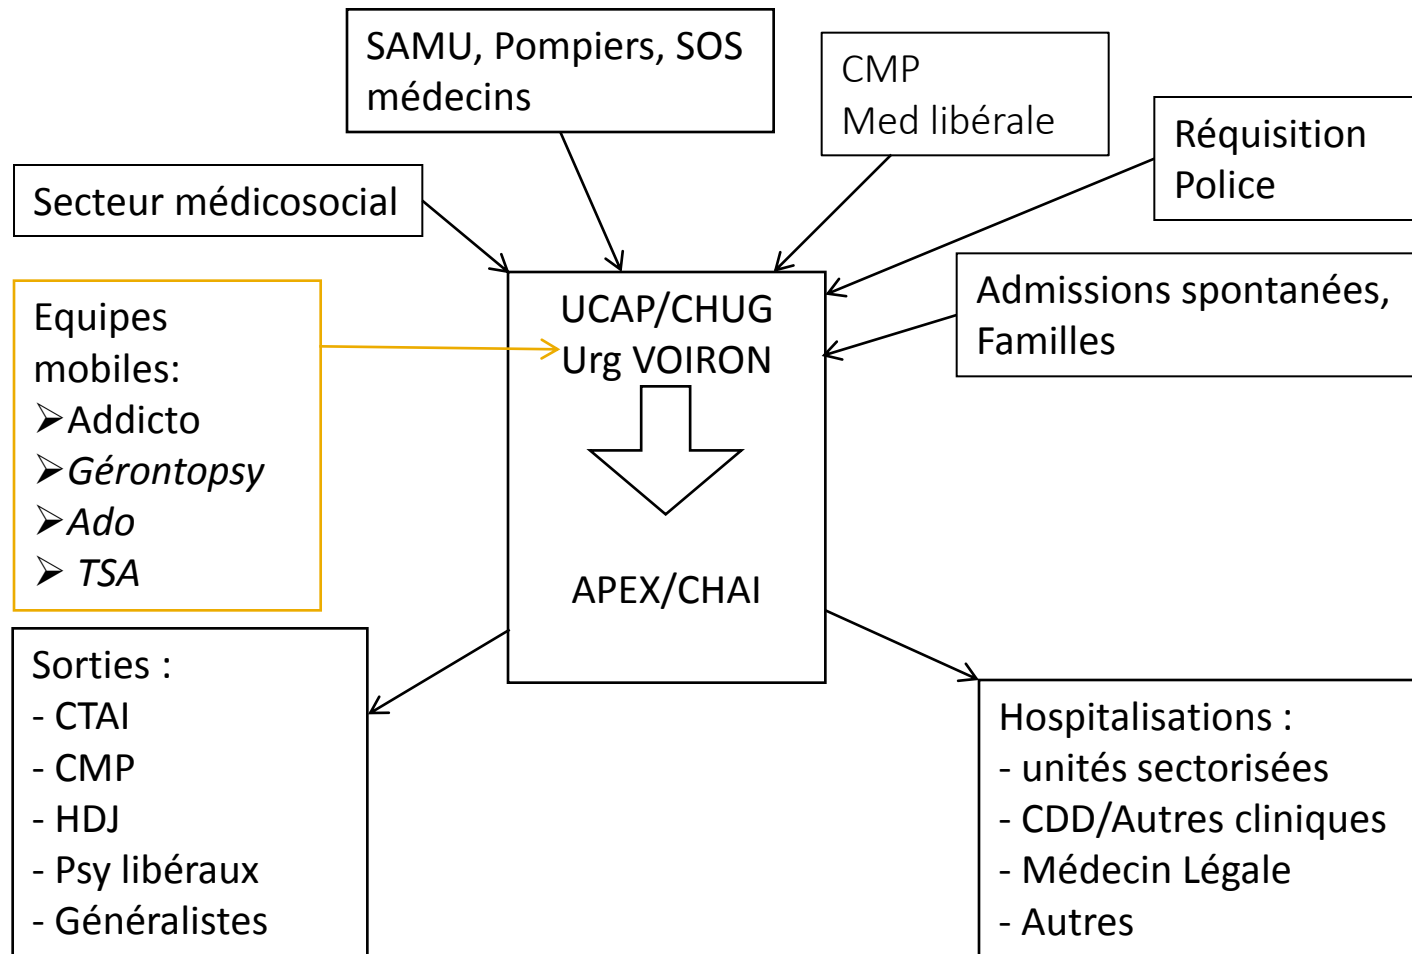 SAMU, Pompiers, SOS
médecins
CMP
Med libérale
Réquisition
Police
Secteur médicosocial
Admissions spontanées,
Familles
Equipes
mobiles:
➢Addicto
➢Gérontopsy
➢Ado
➢ TSA
UCAP/CHUG
Urg VOIRON
APEX/CHAI
Sorties :
- CTAI
- CMP
- HDJ
- Psy libéraux
- Généralistes
Hospitalisations :
- unités sectorisées
- CDD/Autres cliniques
- Médecin Légale
- Autres